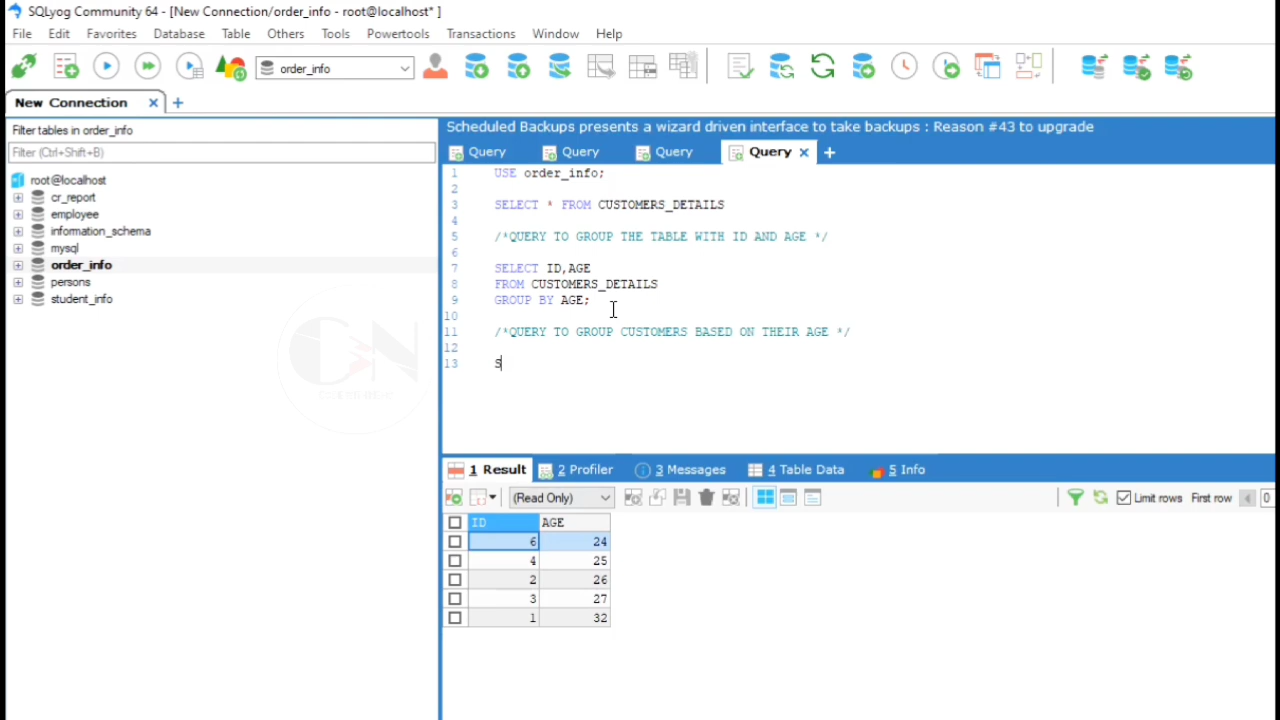 SQLyog Community 64 - [New Connection/order_info - root@localhost* ]
File Edit Favorites Database Table Others Tools Powertools Transactions Window Help
order_info
New Connection
Filter tables in order_info
Filter (Ctrl+Shift+B)
root@localhost
cr_report
employee
information_schema
mysql
order_info
persons
student_info
Scheduled Backups presents a wizard driven interface to take backups : Reason #43 to upgrade
Query Query Query Query
1 USE order_info;
2
3 SELECT * FROM CUSTOMERS_DETAILS
4
5 /*QUERY TO GROUP THE TABLE WITH ID AND AGE */
6
7 SELECT ID,AGE
8 FROM CUSTOMERS_DETAILS
9 GROUP BY AGE;
10
11 /*QUERY TO GROUP CUSTOMERS BASED ON THEIR AGE */
12
13 S
1 Result 2 Profiler 3 Messages 4 Table Data 5 Info
(Read Only) Limit rows First row 0
ID AGE
6 24
4 25
2 26
3 27
1 32